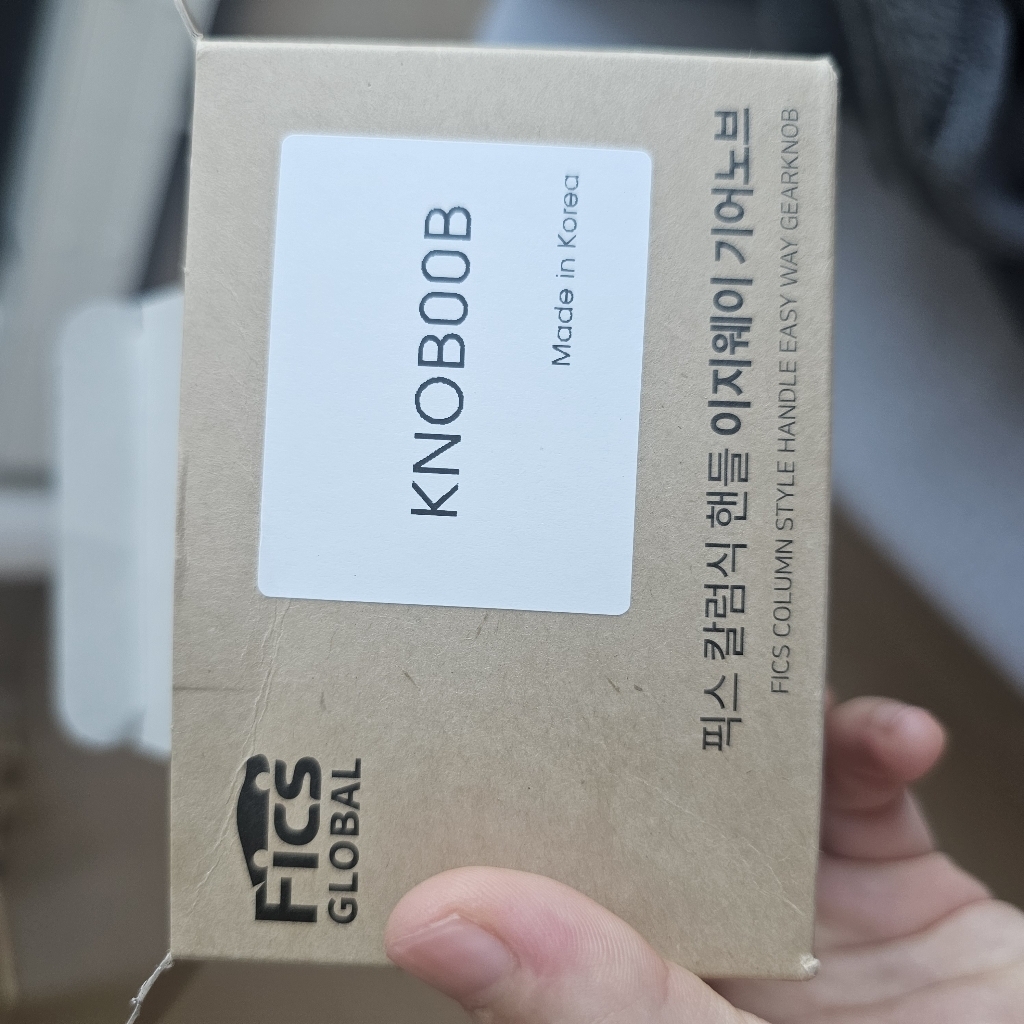 FICS
GLOBAL
KNOB00B
Made in Korea
픽스 칼럼식 핸들 이지웨이 기어노브
FICS COLUMN STYLE HANDLE EASY WAY GEARKNOB